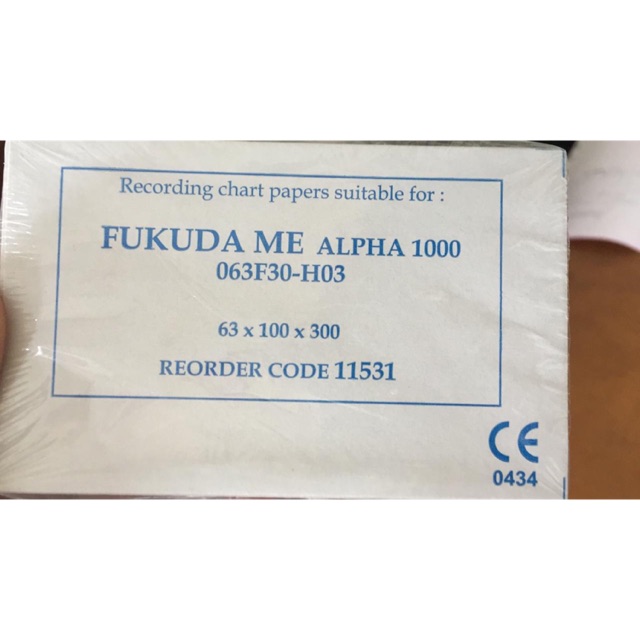 Recording chart papers suitable for :
FUKUDA ME ALPHA 1000
063F30-H03
63 x 100 x 300
REORDER CODE 11531
CE
0434